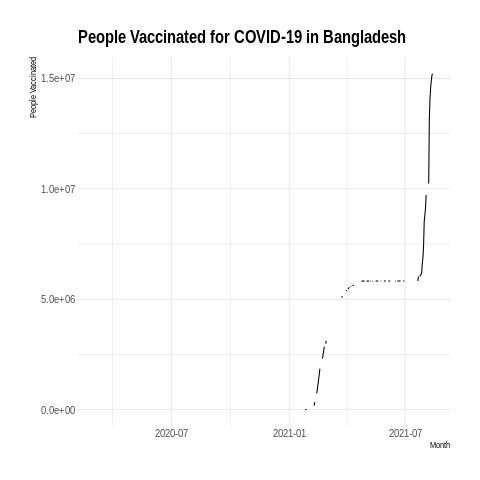 People Vaccinated for COVID-19 in Bangladesh
People Vaccinated
1.5e+07
1.0e+07
5.0e+06
0.0e+00
2020-07
2021-01
2021-07
Month